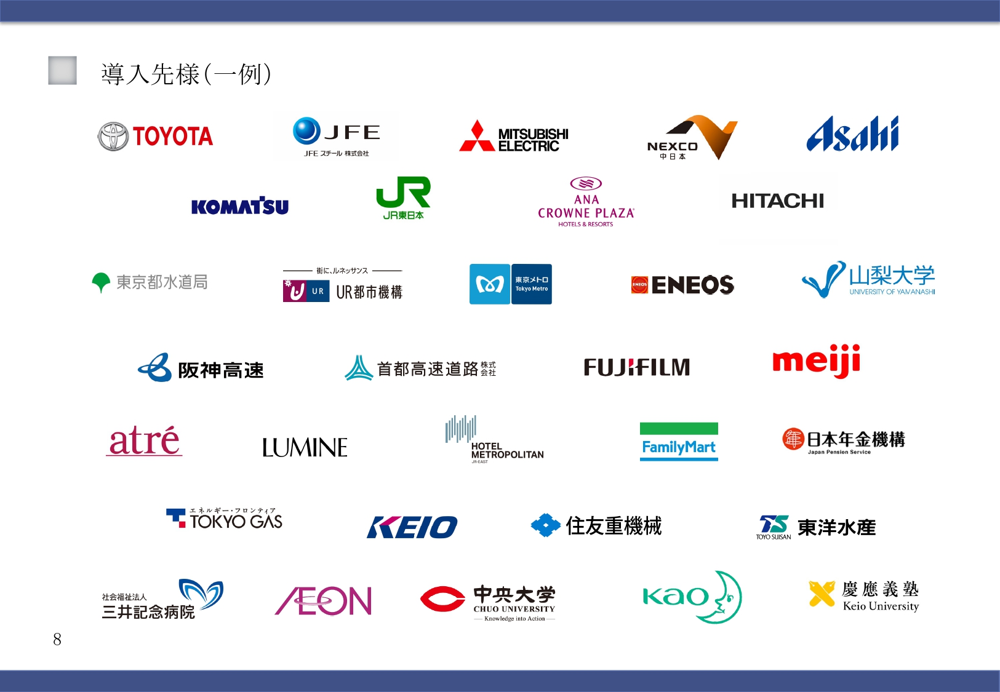 導入先様(一例)
TOYOTA
JFE
JFE スチール 株式会社
MITSUBISHI
ELECTRIC
NEXCO
中日本
Asahi
KOMATSU
JR
JR東日本
ANA
CROWNE PLAZA
HOTELS & RESORTS
HITACHI
東京都水道局
街に、ルネッサンス
UR
UR都市機構
東京メトロ
Tokyo Metro
ENEOS
ENEOS
山梨大学
UNIVERSITY OF YAMANASHI
阪神高速
首都高速道路株式会社
FUJIFILM
meiji
atré
LUMINE
HOTEL
METROPOLITAN
JR-EAST
FamilyMart
年
日本年金機構
Japan Pension Service
エネルギー・フロンティア
TOKYO GAS
KEIO
住友重機械
TS
TOYO SUISAN
東洋水産
社会福祉法人
三井記念病院
ÆON
中央大学
CHUO UNIVERSITY
Knowledge into Action
Kao
慶應義塾
Keio University
8